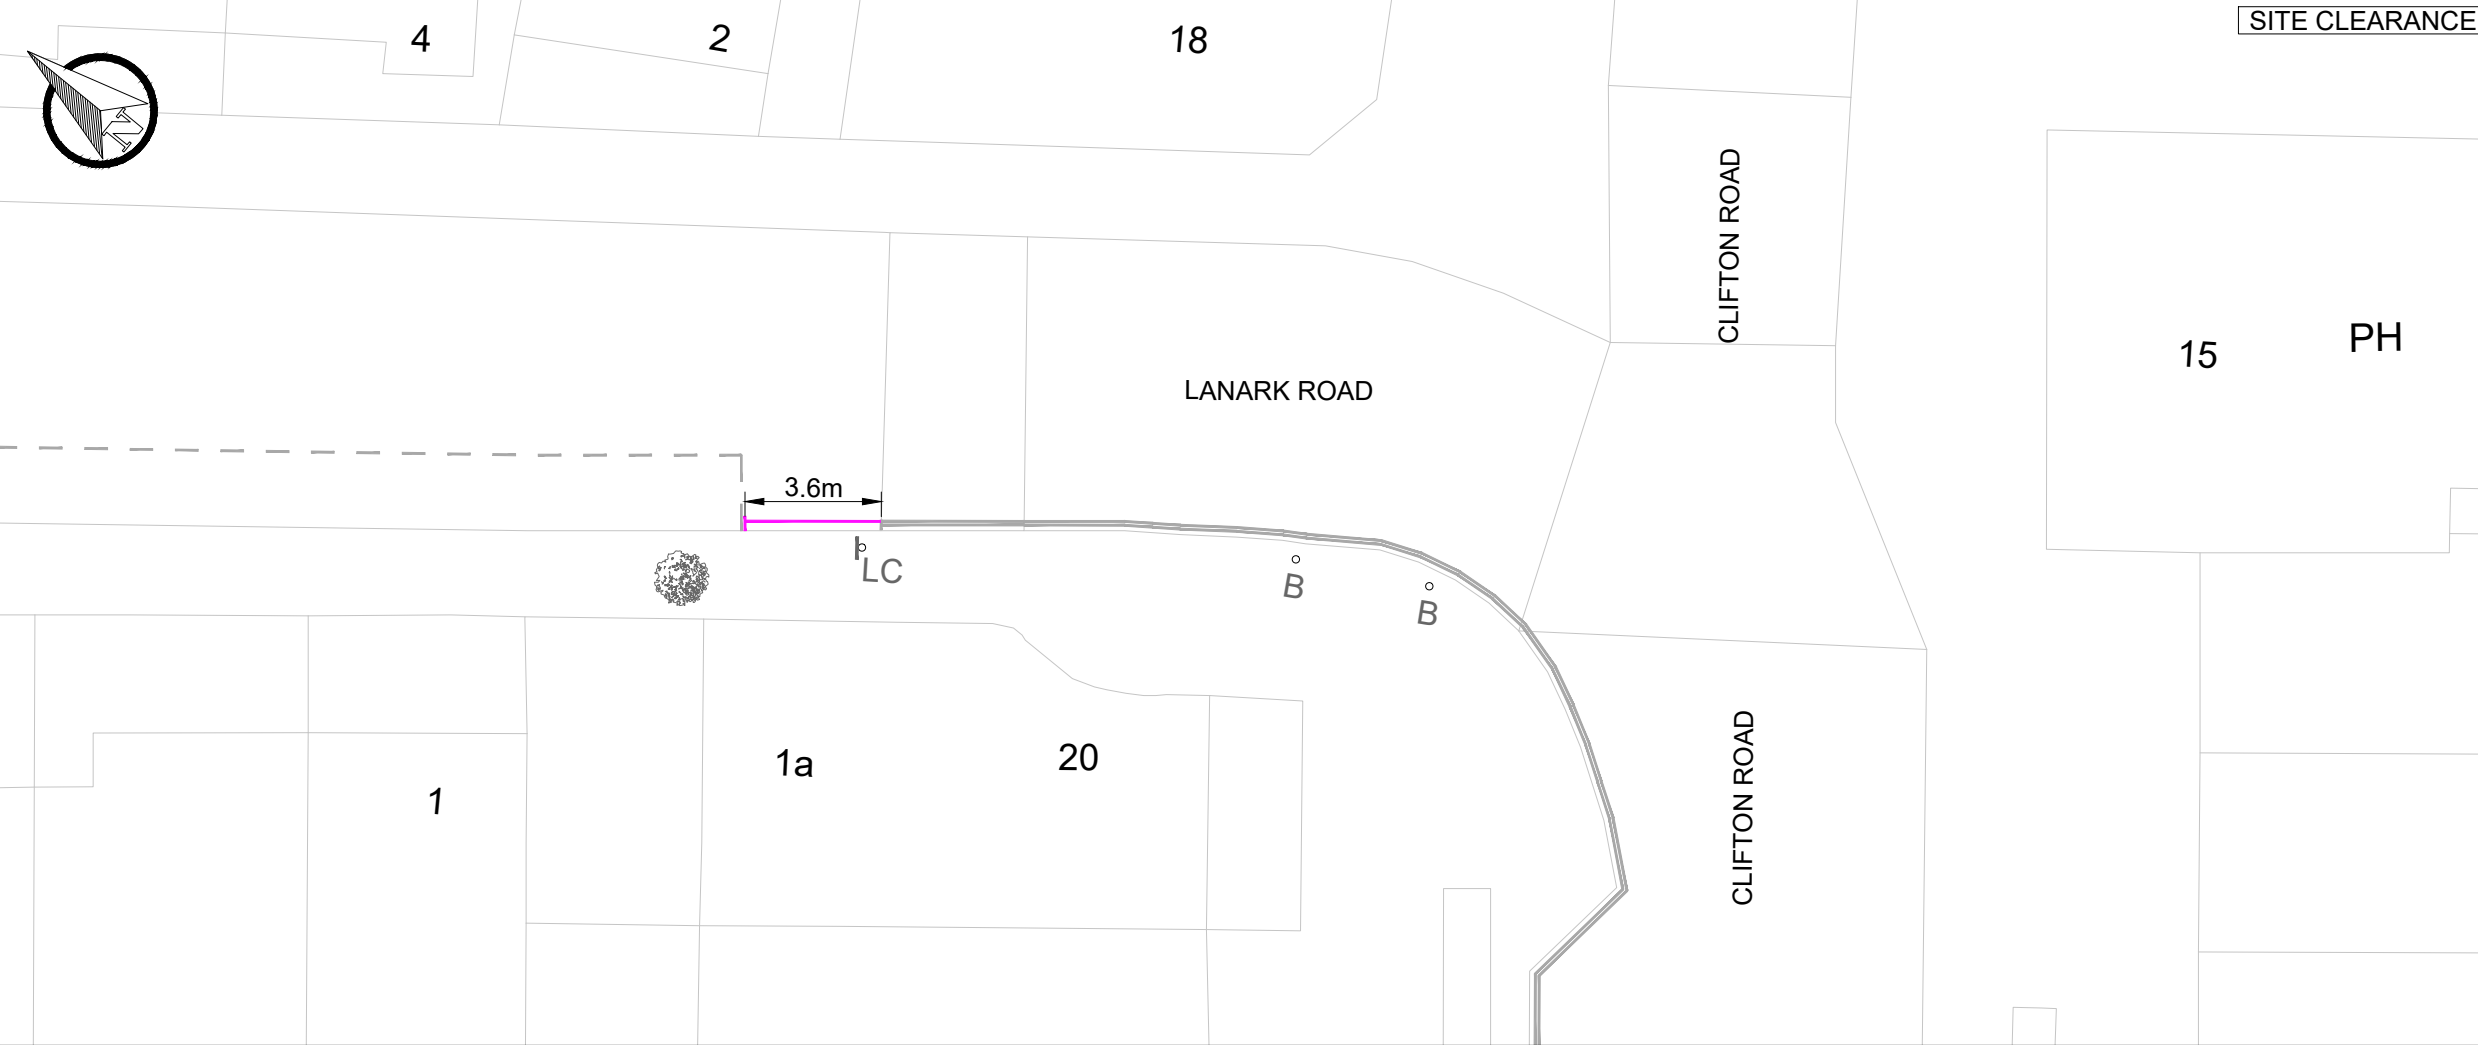 SITE CLEARANCE
4
2
18
N
CLIFTON ROAD
15
PH
LANARK ROAD
3.6m
LC
B
B
1a
20
1
CLIFTON ROAD